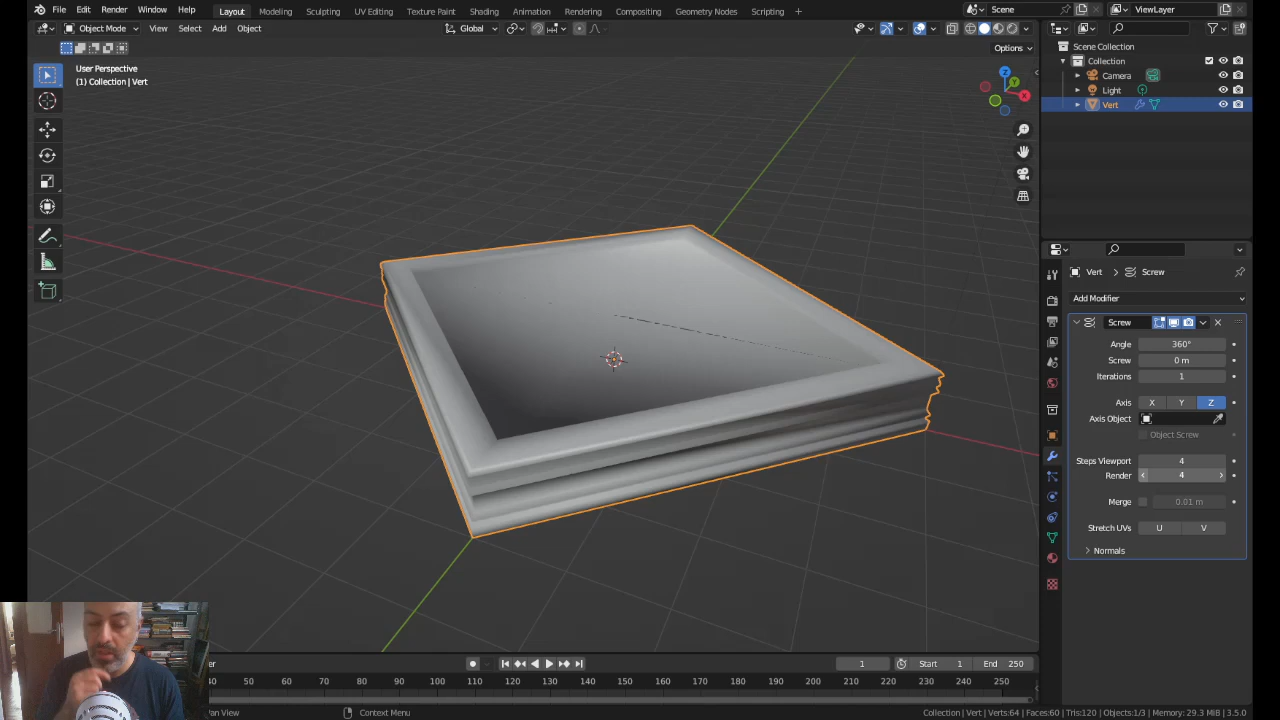 File Edit Render Window Help Layout Modeling Sculpting UV Editing Texture Paint Shading Animation Rendering Compositing Geometry Nodes Scripting + Scene ViewLayer
Object Mode View Select Add Object Global
Options
User Perspective
(1) Collection | Vert
Z
Y
X
Scene Collection
Collection
Camera
Light
Vert
Vert > Screw
Add Modifier
Screw
Angle 360°
Screw 0 m
Iterations 1
Axis X Y Z
Axis Object
Object Screw
Steps Viewport 4
Render 4
Merge 0.01 m
Stretch UVs U V
Normals
er 1 Start 1 End 250
40 50 60 70 80 90 100 110 120 130 140 150 160 170 180 190 200 210 220 230 240 250
Pan View Context Menu Collection | Vert | Verts:64 | Faces:60 | Tris:120 | Objects:1/3 | Memory: 29.3 MiB | 3.5.0